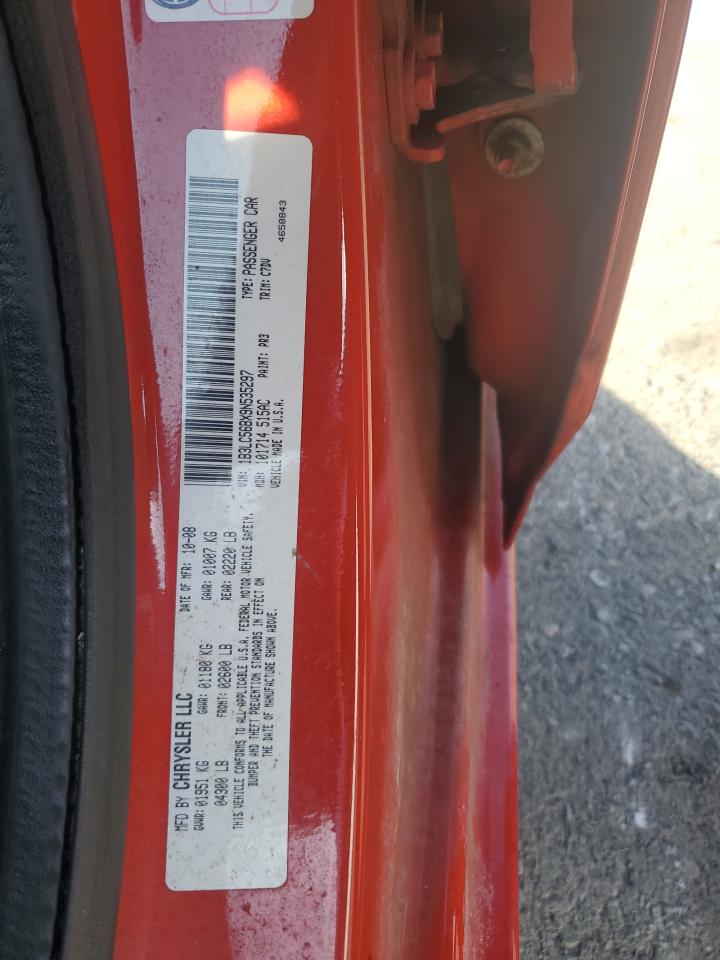 MFD BY CHRYSLER LLC
DATE OF MFR: 10-08
GVWR: 01951 KG
GAWR: 01180 KG
GAWR: 01007 KG
04300 LB
FRONT: 02600 LB
REAR: 02220 LB
THIS VEHICLE CONFORMS TO ALL-APPLICABLE U.S.A. FEDERAL MOTOR VEHICLE SAFETY,
BUMPER AND THEFT PREVENTION STANDARDS IN EFFECT ON
THE DATE OF MANUFACTURE SHOWN ABOVE.
VIN: 1B3LC56BX9N535297
TYPE: PASSENGER CAR
MDH: 101714 515AC
PAINT: PR3
TRIM: C7DV
VEHICLE MADE IN U.S.A.
4658843